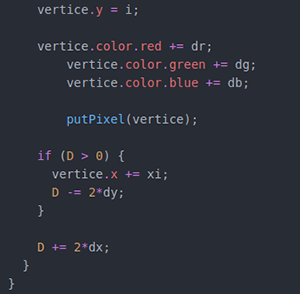 vertice.y = i;
vertice.color.red += dr;
vertice.color.green += dg;
vertice.color.blue += db;
putPixel(vertice);
if (D > 0) {
vertice.x += xi;
D -= 2*dy;
}
D += 2*dx;
}
}